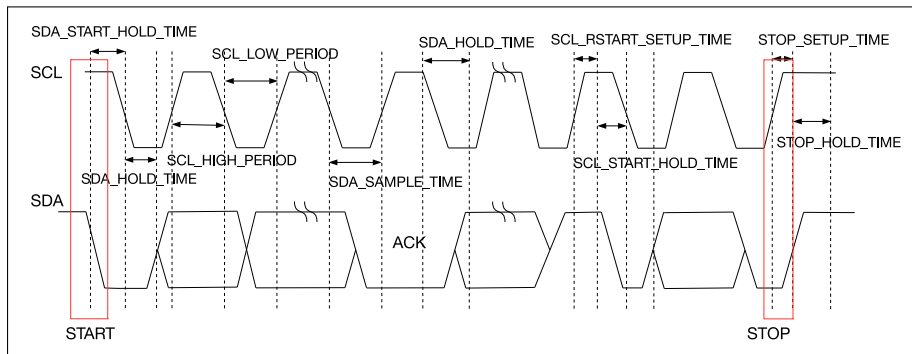 SDA_START_HOLD_TIME
SCL_LOW_PERIOD
SDA_HOLD_TIME
SCL_RSTART_SETUP_TIME
STOP_SETUP_TIME
SCL
SDA_HOLD_TIME
SCL_HIGH_PERIOD
SDA_SAMPLE_TIME
SCL_START_HOLD_TIME
STOP_HOLD_TIME
SDA
ACK
START
STOP